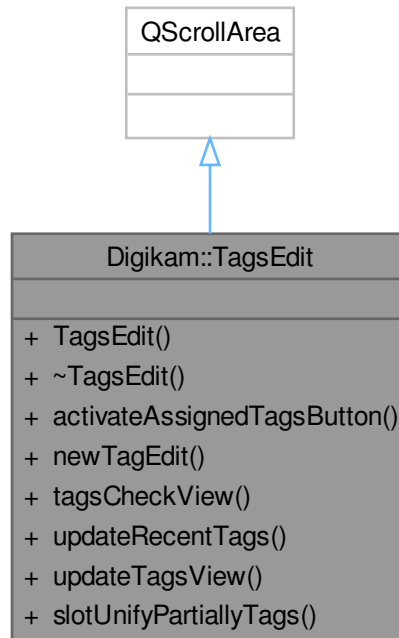 QScrollArea
Digikam::TagsEdit
+ TagsEdit()
+ ~TagsEdit()
+ activateAssignedTagsButton()
+ newTagEdit()
+ tagsCheckView()
+ updateRecentTags()
+ updateTagsView()
+ slotUnifyPartiallyTags()